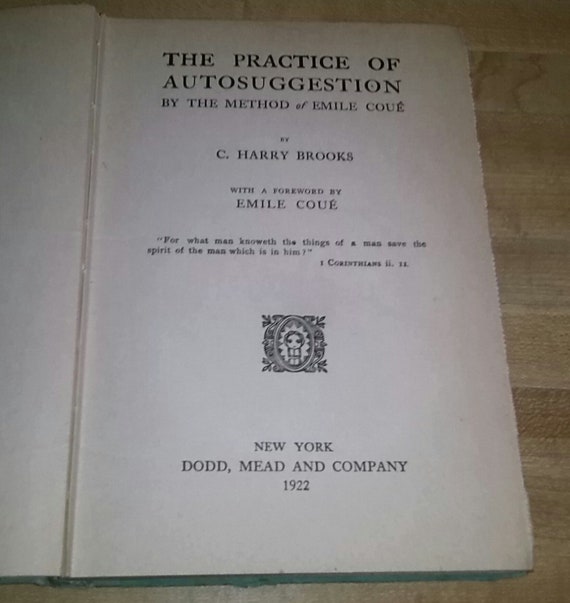 THE PRACTICE OF
AUTOSUGGESTION
BY THE METHOD of EMILE COUÉ
BY
C. HARRY BROOKS
WITH A FOREWORD BY
EMILE COUÉ
"For what man knoweth the things of a man save the
spirit of the man which is in him?"
1 CORINTHIANS ii. 11.
NEW YORK
DODD, MEAD AND COMPANY
1922